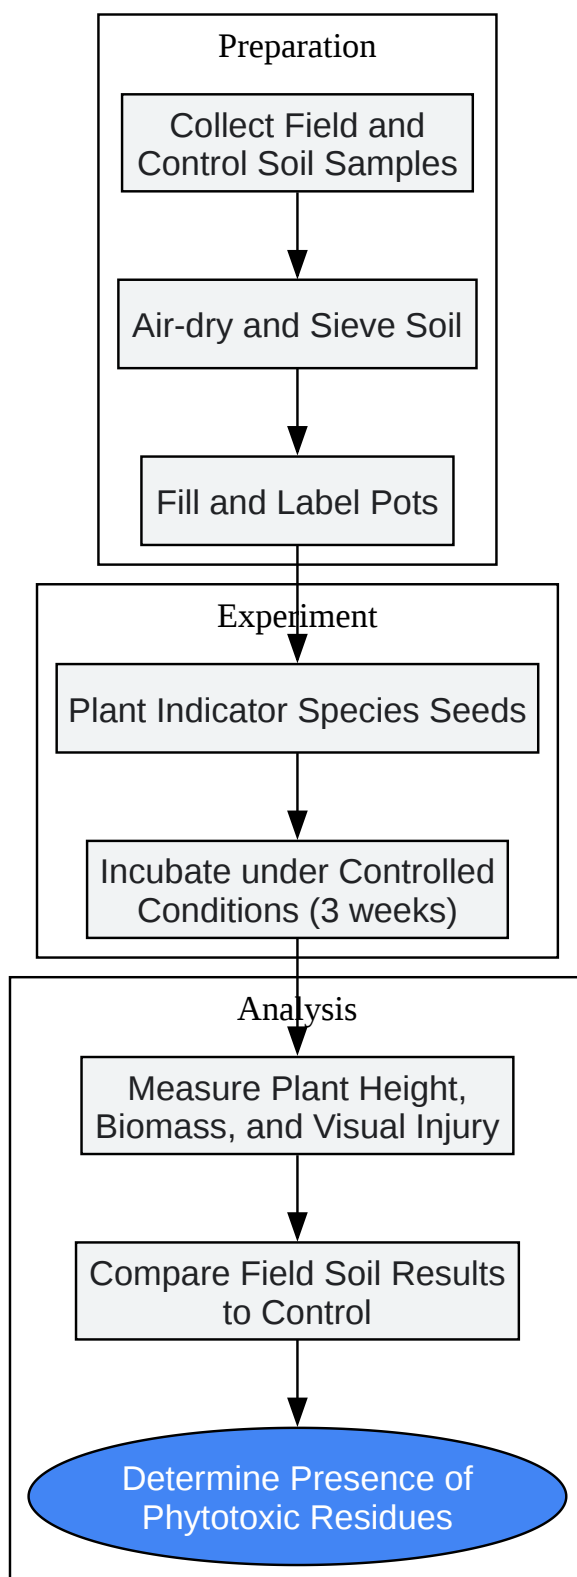 Preparation
Collect Field and
Control Soil Samples
Air-dry and Sieve Soil
Fill and Label Pots
Experiment
Plant Indicator Species Seeds
Incubate under Controlled
Conditions (3 weeks)
Analysis
Measure Plant Height,
Biomass, and Visual Injury
Compare Field Soil Results
to Control
Determine Presence of
Phytotoxic Residues